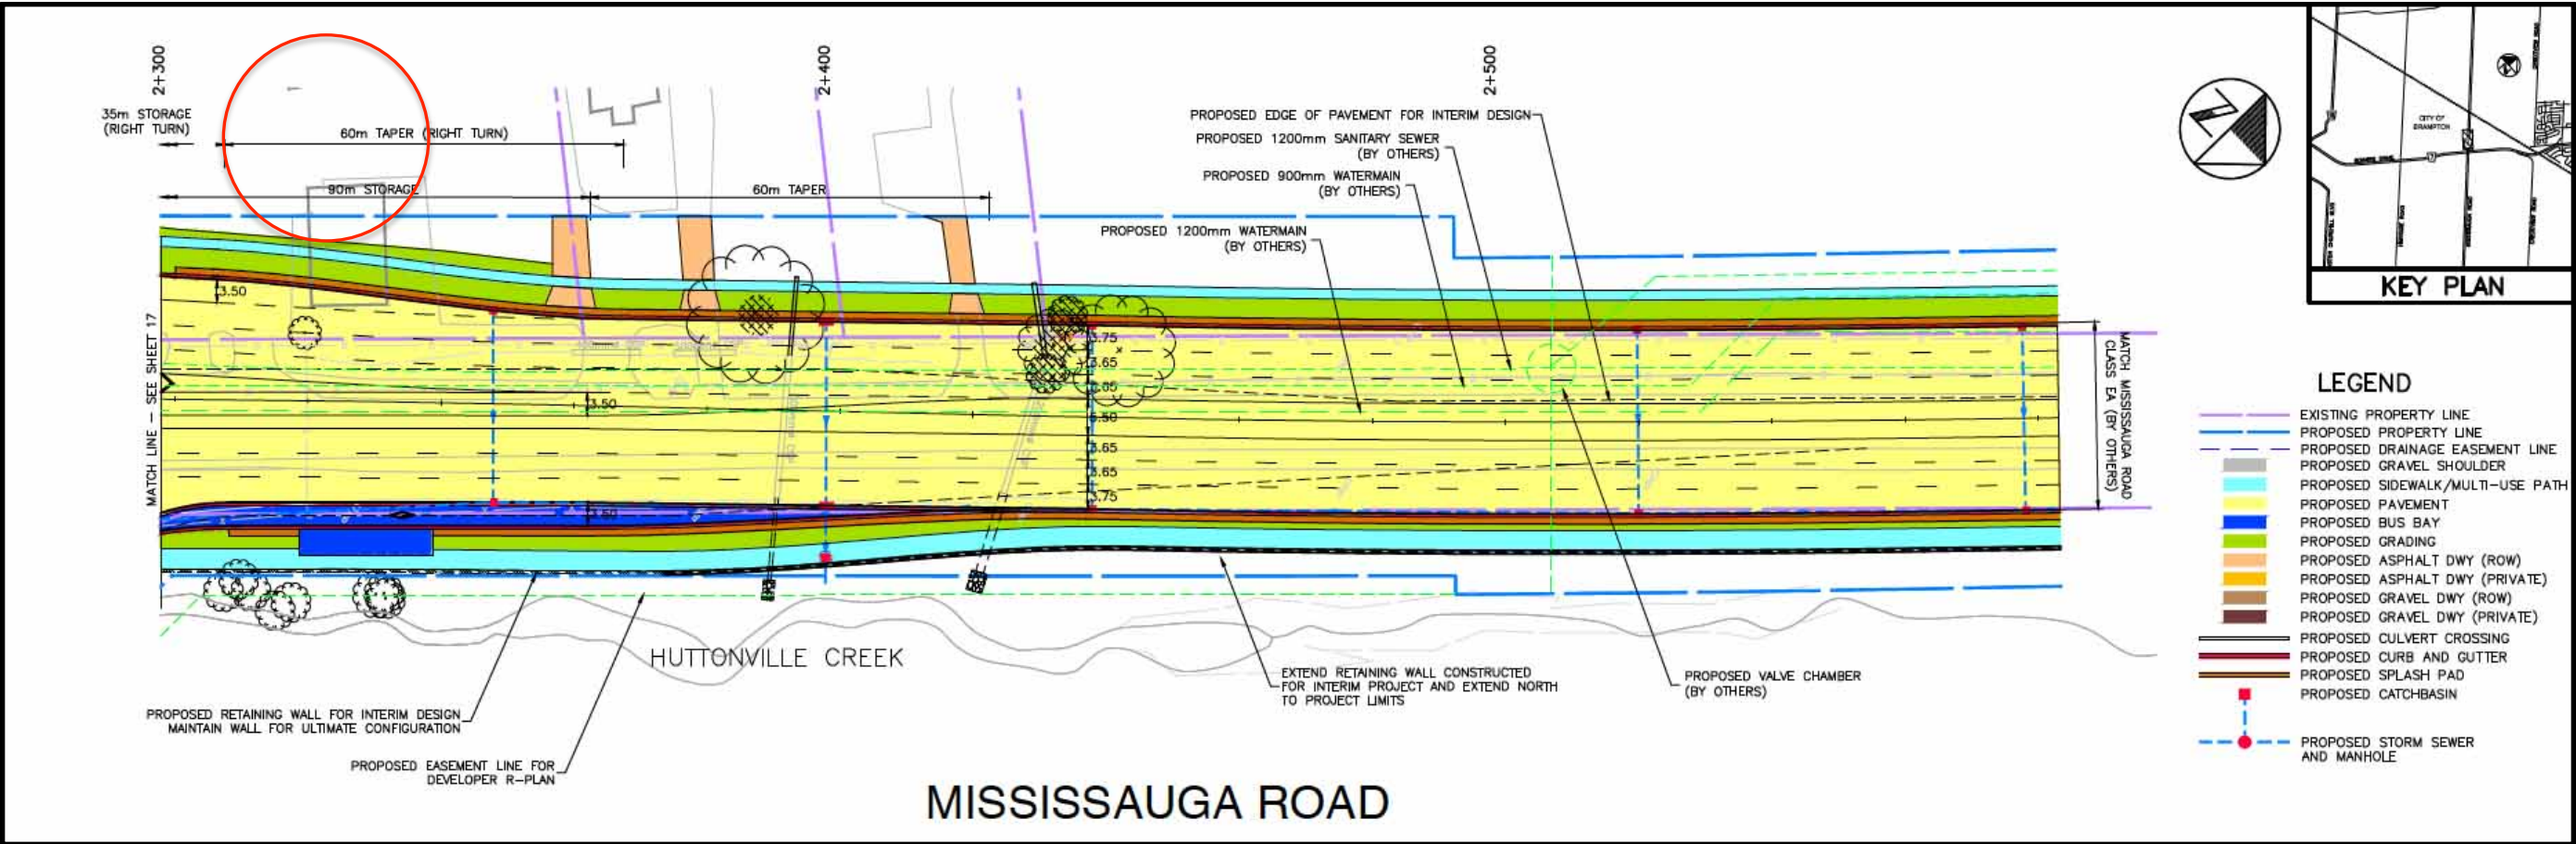 2+300
2+400
2+500
35m STORAGE
(RIGHT TURN)
60m TAPER (RIGHT TURN)
90m STORAGE
60m TAPER
PROPOSED EDGE OF PAVEMENT FOR INTERIM DESIGN
PROPOSED 1200mm SANITARY SEWER
(BY OTHERS)
PROPOSED 900mm WATERMAIN
(BY OTHERS)
PROPOSED 1200mm WATERMAIN
(BY OTHERS)
MATCH LINE – SEE SHEET 17
3.50
3.50
3.50
3.75
3.65
3.65
5.50
3.65
3.65
3.75
MATCH MISSISSAUGA ROAD
CLASS EA (BY OTHERS)
HUTTONVILLE CREEK
PROPOSED RETAINING WALL FOR INTERIM DESIGN
MAINTAIN WALL FOR ULTIMATE CONFIGURATION
PROPOSED EASEMENT LINE FOR
DEVELOPER R-PLAN
EXTEND RETAINING WALL CONSTRUCTED
FOR INTERIM PROJECT AND EXTEND NORTH
TO PROJECT LIMITS
PROPOSED VALVE CHAMBER
(BY OTHERS)
MISSISSAUGA ROAD
CITY OF
BRAMPTON
KEY PLAN
LEGEND
EXISTING PROPERTY LINE
PROPOSED PROPERTY LINE
PROPOSED DRAINAGE EASEMENT LINE
PROPOSED GRAVEL SHOULDER
PROPOSED SIDEWALK/MULTI-USE PATH
PROPOSED PAVEMENT
PROPOSED BUS BAY
PROPOSED GRADING
PROPOSED ASPHALT DWY (ROW)
PROPOSED ASPHALT DWY (PRIVATE)
PROPOSED GRAVEL DWY (ROW)
PROPOSED GRAVEL DWY (PRIVATE)
PROPOSED CULVERT CROSSING
PROPOSED CURB AND GUTTER
PROPOSED SPLASH PAD
PROPOSED CATCHBASIN
PROPOSED STORM SEWER
AND MANHOLE